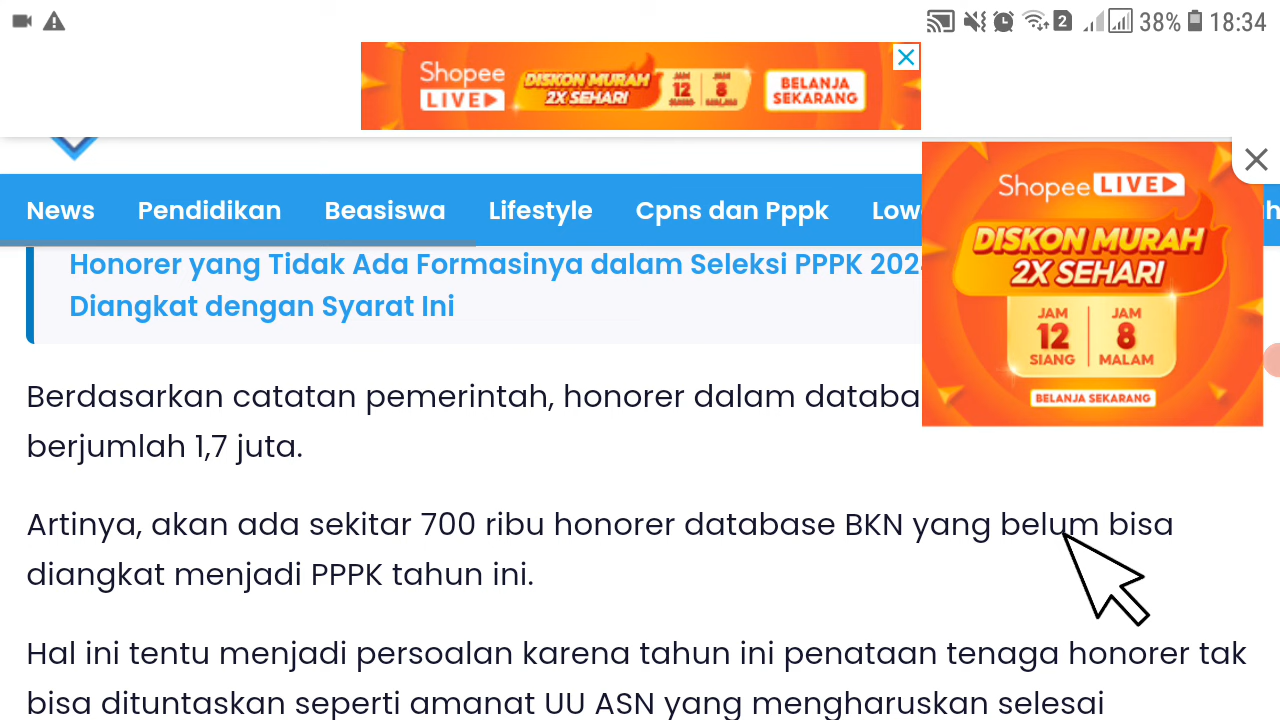 2 38% 18:34
Shopee
LIVE
DISKON MURAH
2X SEHARI
JAM
12
SIANG
JAM
8
MALAM
BELANJA
SEKARANG
News Pendidikan Beasiswa Lifestyle Cpns dan Pppk
Honorer yang Tidak Ada Formasinya dalam Seleksi PPPK
Diangkat dengan Syarat Ini
Shopee LIVE
DISKON MURAH
2X SEHARI
JAM
12
SIANG
JAM
8
MALAM
BELANJA SEKARANG
Berdasarkan catatan pemerintah, honorer dalam
berjumlah 1,7 juta.
Artinya, akan ada sekitar 700 ribu honorer database BKN yang belum bisa
diangkat menjadi PPPK tahun ini.
Hal ini tentu menjadi persoalan karena tahun ini penataan tenaga honorer tak
bisa dituntaskan seperti amanat UU ASN yang mengharuskan selesai